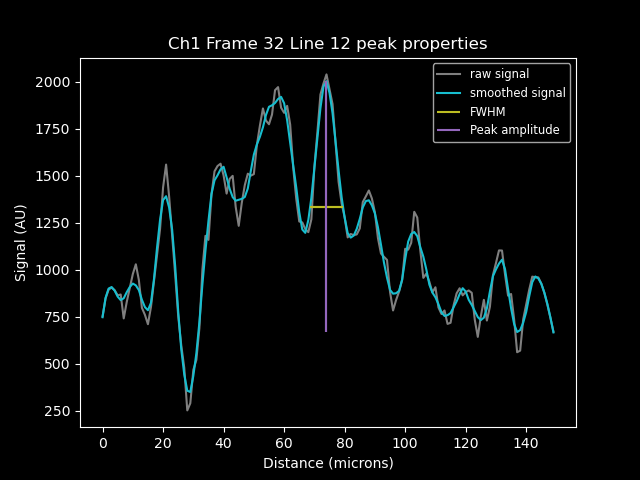 Ch1 Frame 32 Line 12 peak properties
raw signal
smoothed signal
FWHM
Peak amplitude
Signal (AU)
2000
1750
1500
1250
1000
750
500
250
0 20 40 60 80 100 120 140
Distance (microns)